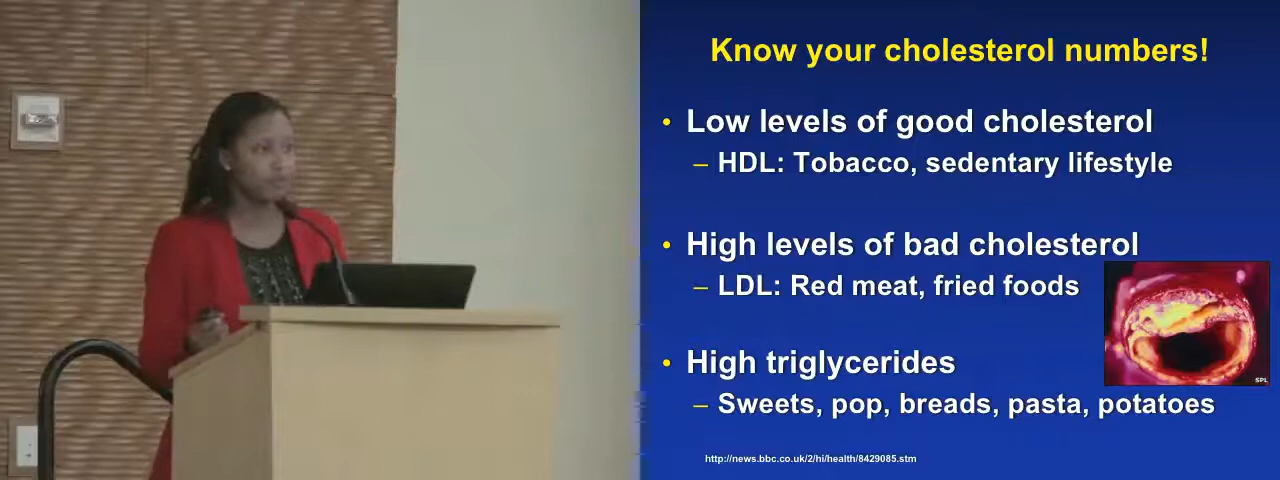 Know your cholesterol numbers!
• Low levels of good cholesterol
– HDL: Tobacco, sedentary lifestyle
• High levels of bad cholesterol
– LDL: Red meat, fried foods
SPL
• High triglycerides
– Sweets, pop, breads, pasta, potatoes
http://news.bbc.co.uk/2/hi/health/8429085.stm